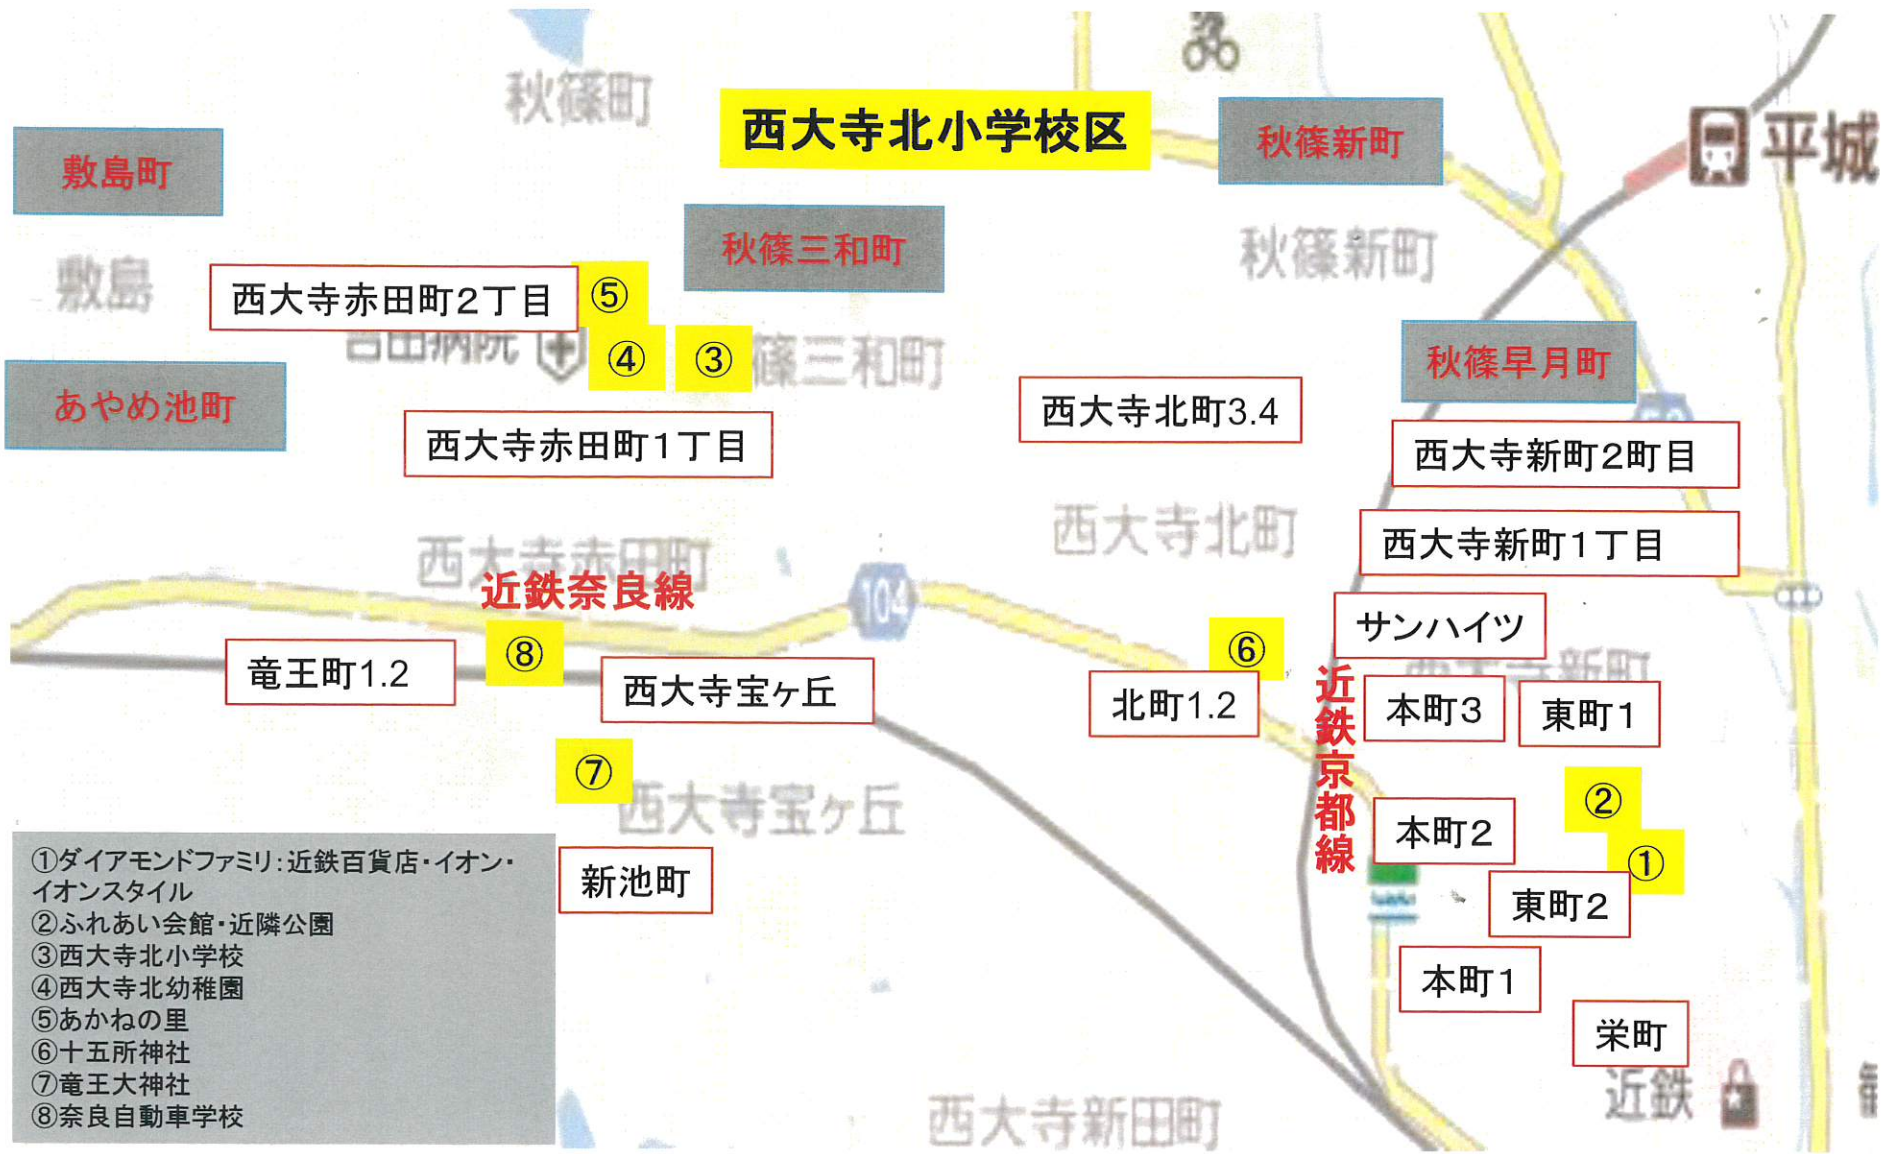 秋篠町
西大寺北小学校区
秋篠新町
平城
敷島町
秋篠三和町
秋篠新町
敷島
西大寺赤田町2丁目
⑤
吉田病院
④
③
篠三和町
秋篠早月町
あやめ池町
西大寺北町3.4
西大寺赤田町1丁目
西大寺新町2町目
西大寺北町
西大寺新町1丁目
西大寺赤田町
近鉄奈良線
104
サンハイツ
⑧
⑥
西大寺新町
竜王町1.2
西大寺宝ヶ丘
北町1.2
近鉄京都線
本町3
東町1
⑦
西大寺宝ヶ丘
②
本町2
①
新池町
東町2
本町1
栄町
近鉄
西大寺新田町
①ダイアモンドファミリ:近鉄百貨店・イオン・
イオンスタイル
②ふれあい会館・近隣公園
③西大寺北小学校
④西大寺北幼稚園
⑤あかねの里
⑥十五所神社
⑦竜王大神社
⑧奈良自動車学校